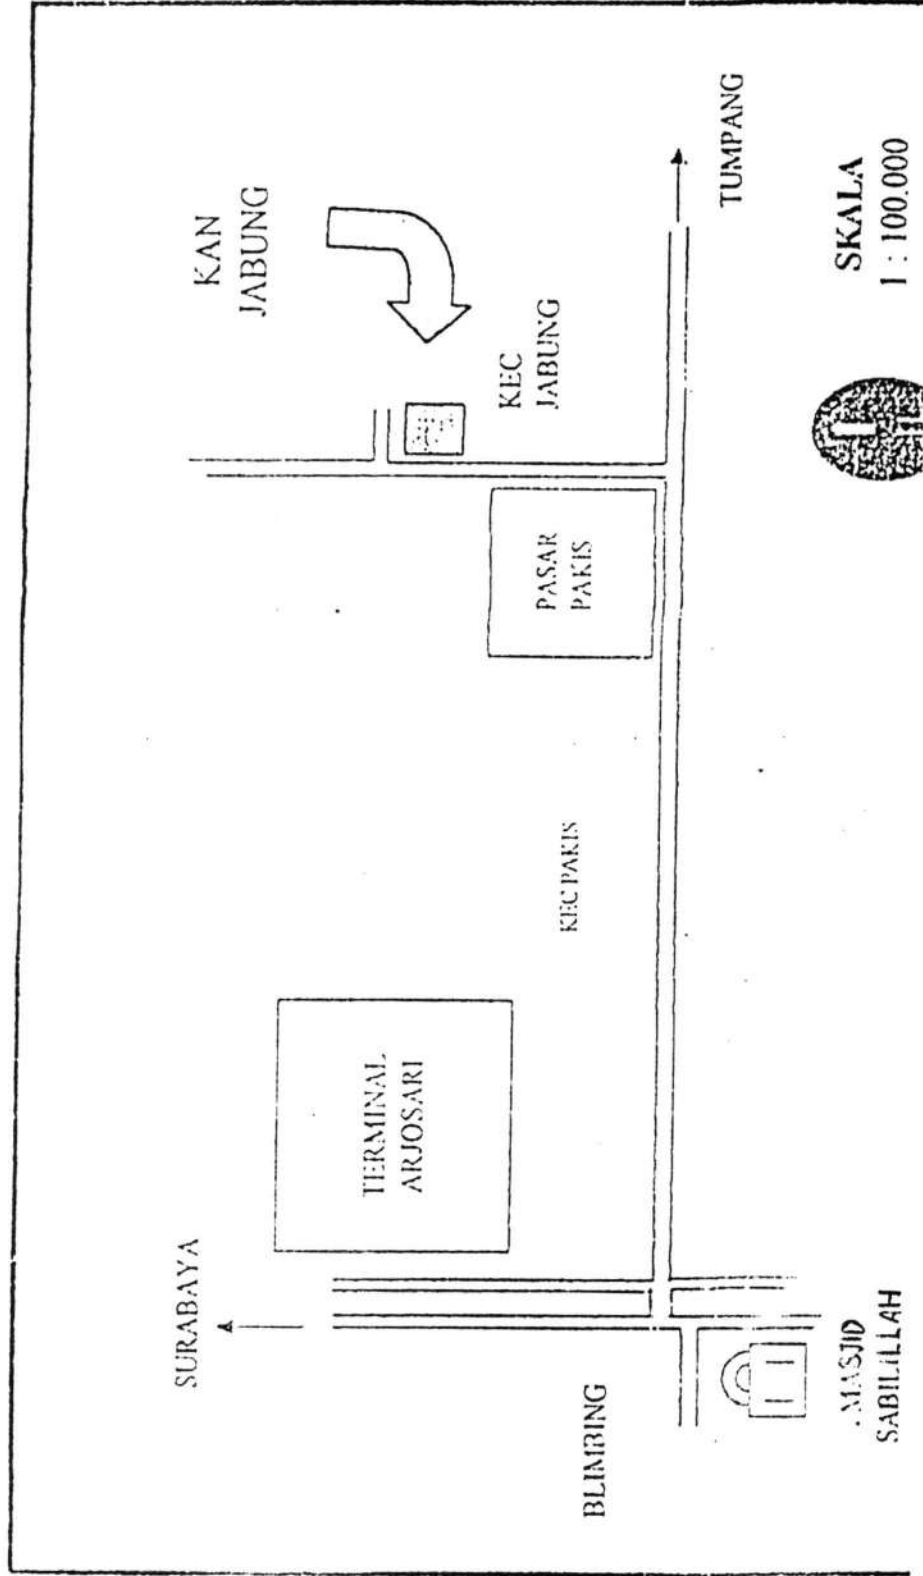 SURABAYA
TERMINAL
ARJOSARI
BLIMBING
MASJID
SABILILLAH
KEC PAKIS
PASAR
PAKIS
KAN
JABUNG
KEC
JABUNG
TUMPANG
SKALA
1 : 100.000